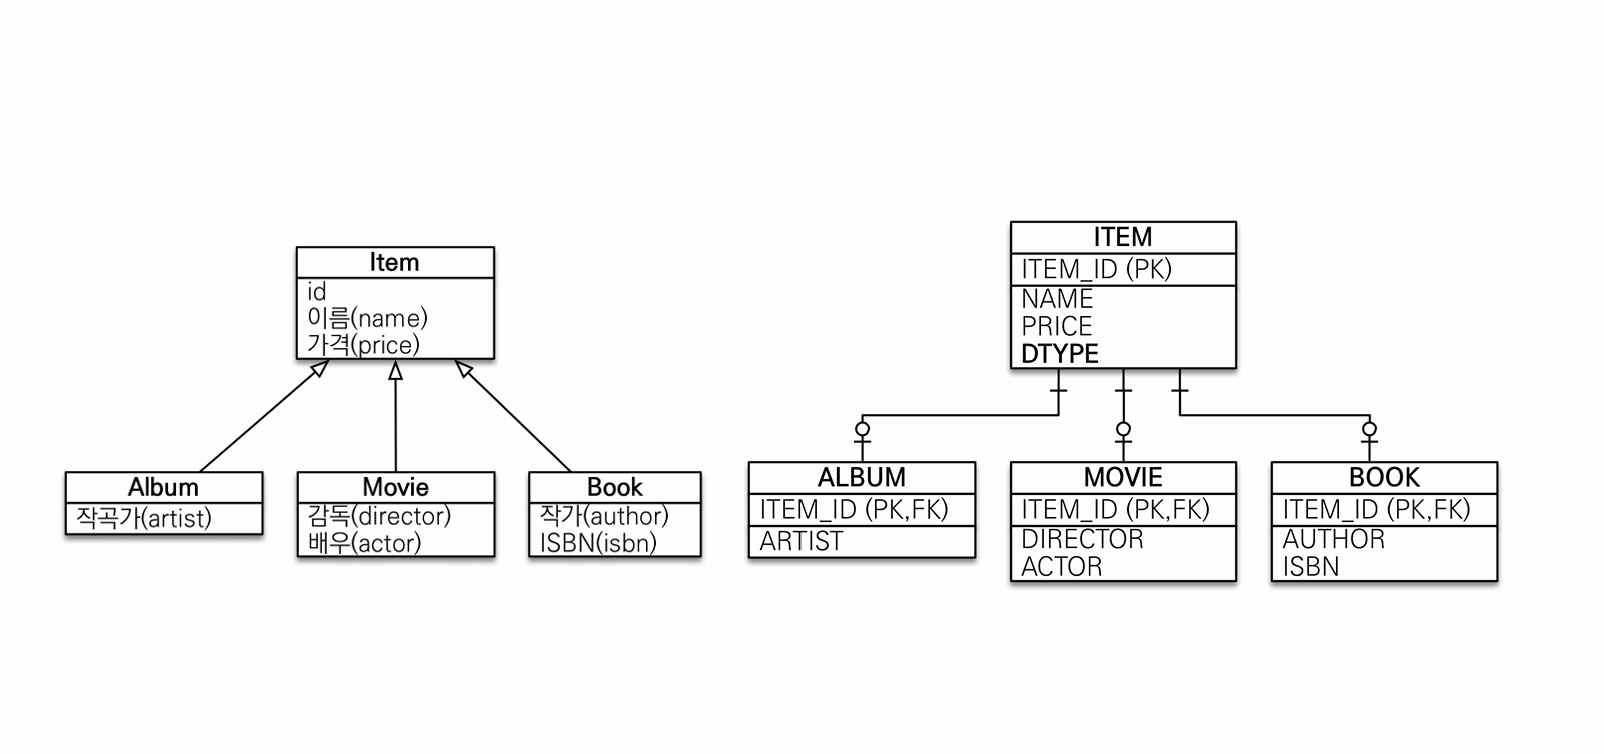 Item
id
이름(name)
가격(price)
Album
작곡가(artist)
Movie
감독(director)
배우(actor)
Book
작가(author)
ISBN(isbn)
ITEM
ITEM_ID (PK)
NAME
PRICE
DTYPE
ALBUM
ITEM_ID (PK,FK)
ARTIST
MOVIE
ITEM_ID (PK,FK)
DIRECTOR
ACTOR
BOOK
ITEM_ID (PK,FK)
AUTHOR
ISBN